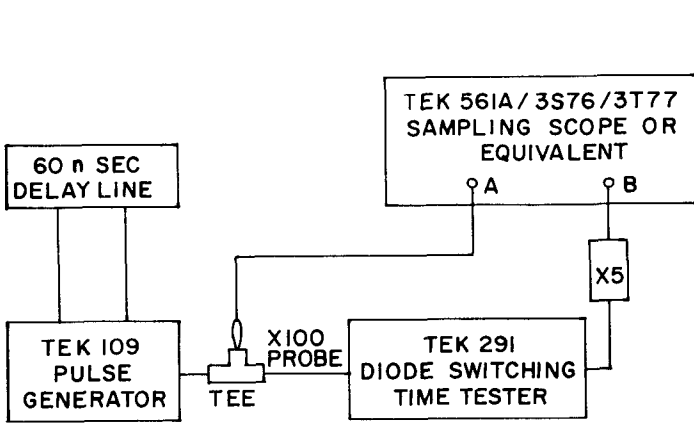 TEK 561A/3S76/3T77
SAMPLING SCOPE OR
EQUIVALENT
A
B
60 n SEC
DELAY LINE
X5
TEK 109
PULSE
GENERATOR
TEE
X100
PROBE
TEK 291
DIODE SWITCHING
TIME TESTER